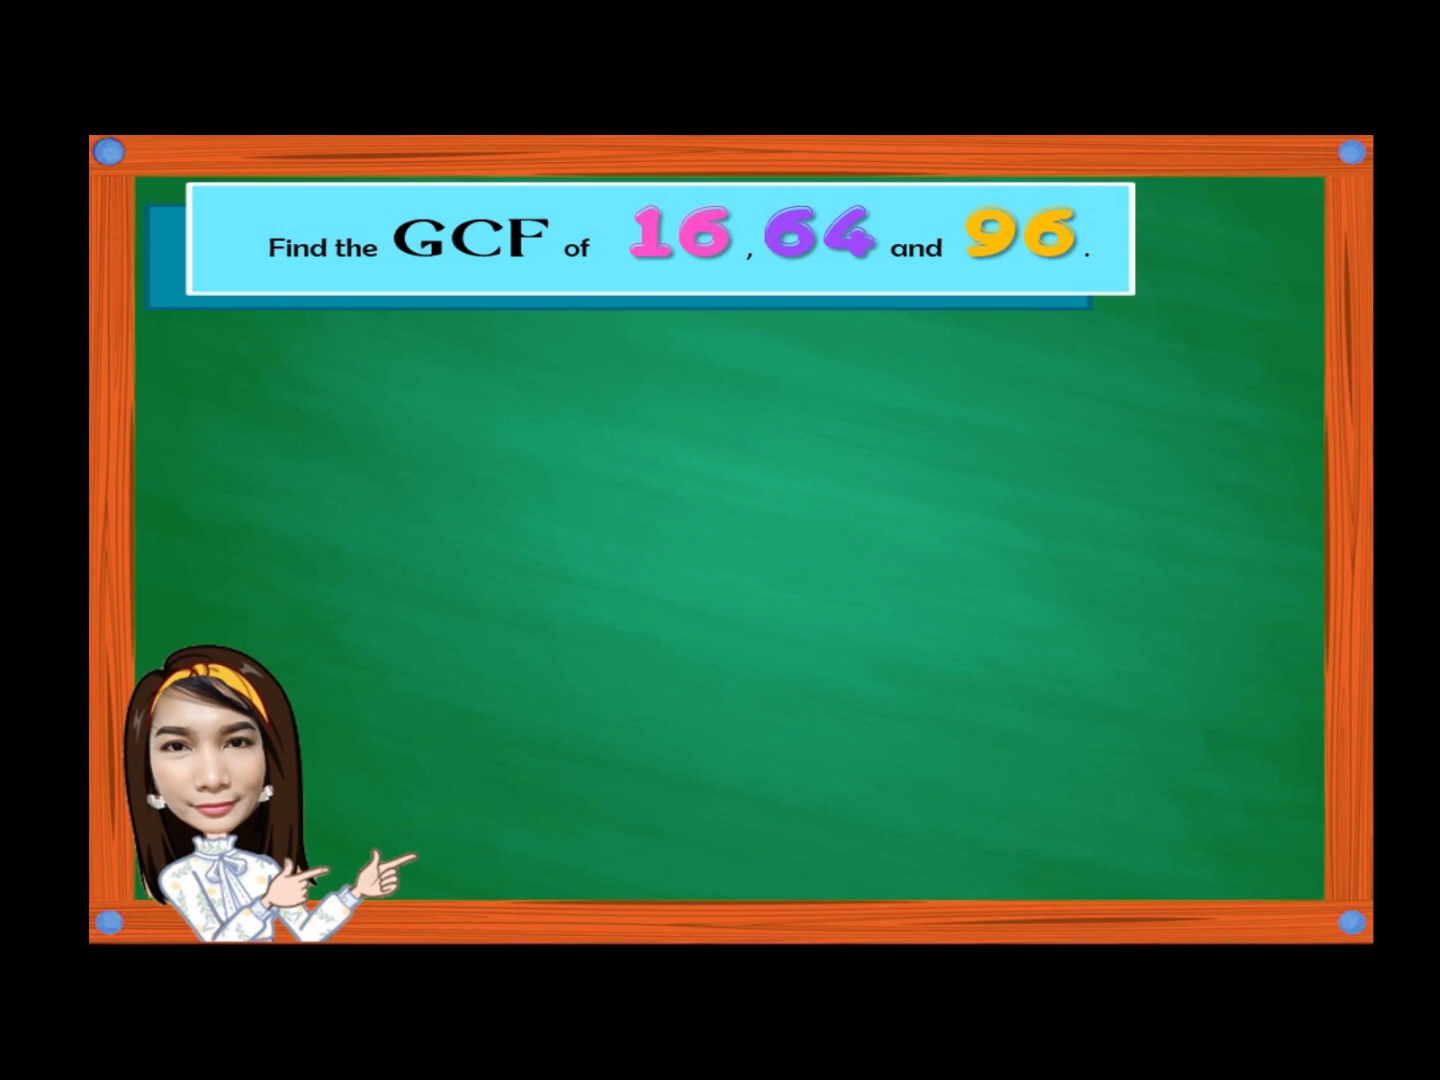 Find the GCF of 16, 64 and 96.